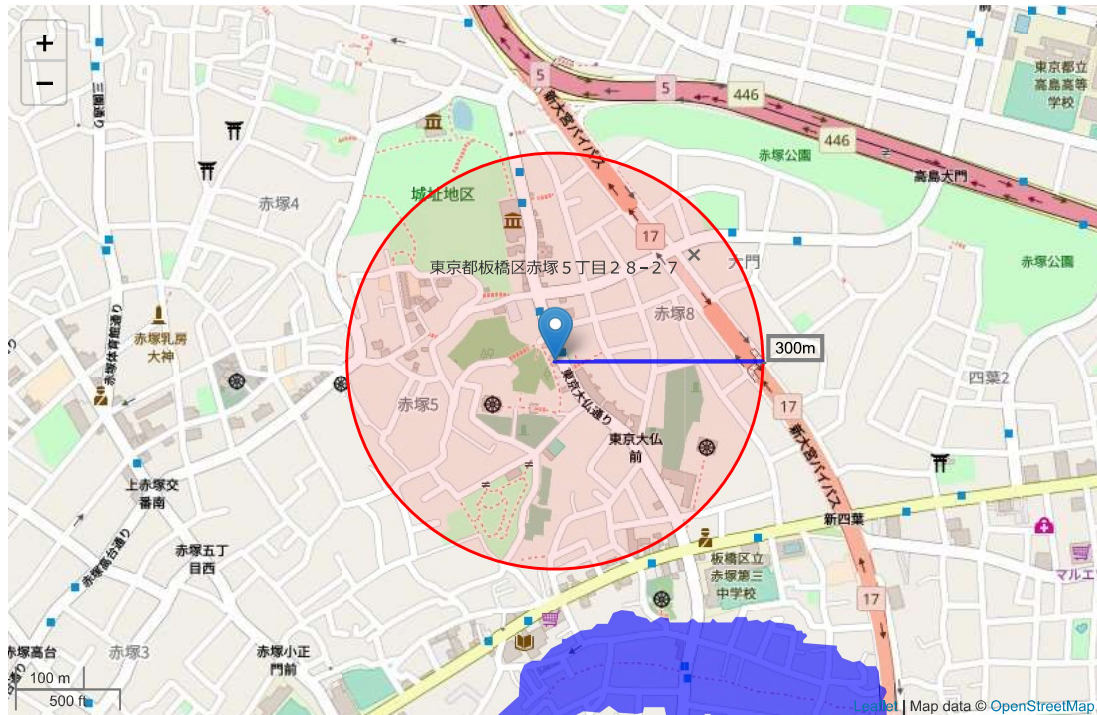 +
−
三園通り
5
新大宮バイパス
5
446
東京都立
高島高等
学校
446
赤塚公園
高島大門
城址地区
赤塚4
17
大門
赤塚公園
東京都板橋区赤塚５丁目２８−２７
赤塚8
300m
赤塚体育館通り
赤塚乳房
大神
四葉2
赤塚5
東京大仏通り
17
東京大仏
前
新大宮バイパス
上赤塚交
番南
新四葉
赤塚五丁
目西
赤塚高台通り
板橋区立
赤塚第三
中学校
マルエ
17
赤塚高台
赤塚3
赤塚小正
門前
100 m
500 ft
Leaflet | Map data © OpenStreetMap